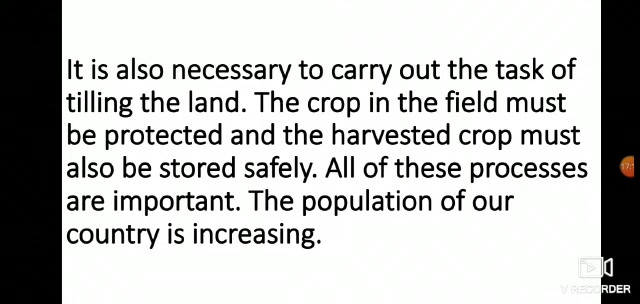 It is also necessary to carry out the task of
tilling the land. The crop in the field must
be protected and the harvested crop must
also be stored safely. All of these processes
are important. The population of our
country is increasing.
V RECORDER